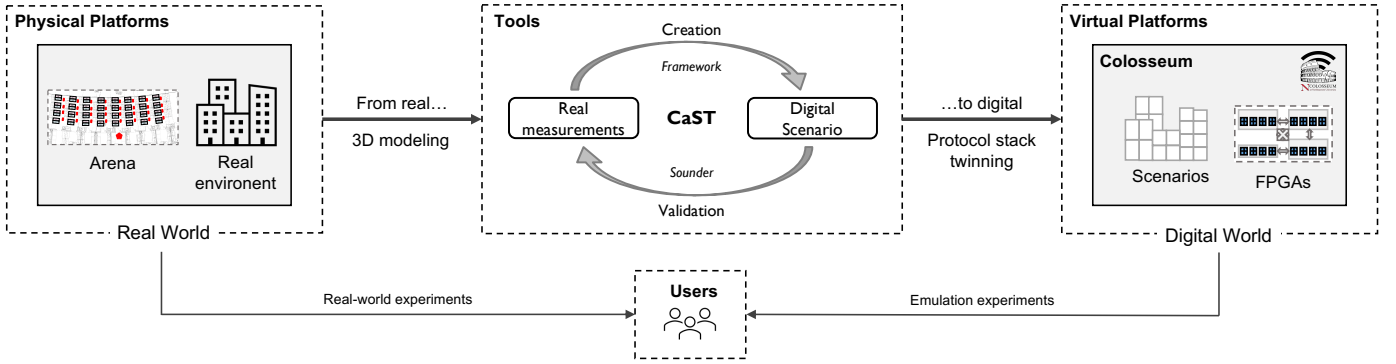 Physical Platforms
Arena
Real
environent
Real World
From real…
3D modeling
Tools
Creation
Framework
Real
measurements
CaST
Digital
Scenario
Sounder
Validation
…to digital
Protocol stack
twinning
Virtual Platforms
Colosseum
COLOSSEUM
Scenarios
FPGAs
Digital World
Real-world experiments
Users
Emulation experiments